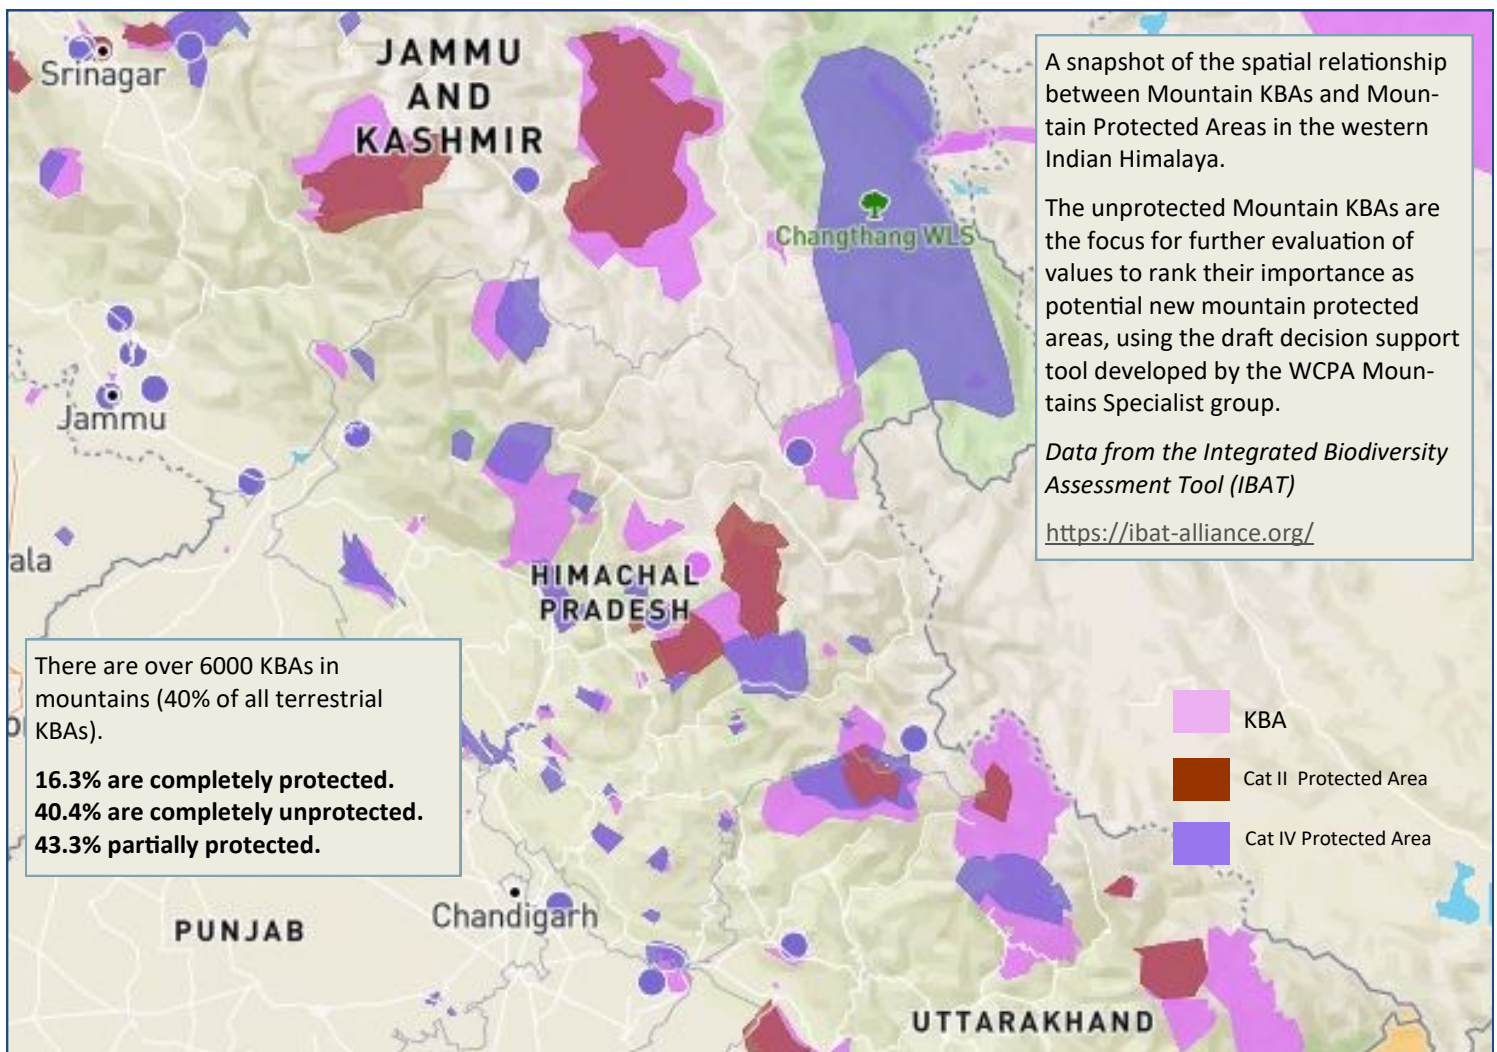 Srinagar
JAMMU
AND
KASHMIR
Changthang WLS
Jammu
ala
HIMACHAL
PRADESH
PUNJAB
Chandigarh
UTTARAKHAND
A snapshot of the spatial relationship
between Mountain KBAs and Moun-
tain Protected Areas in the western
Indian Himalaya.
The unprotected Mountain KBAs are
the focus for further evaluation of
values to rank their importance as
potential new mountain protected
areas, using the draft decision support
tool developed by the WCPA Moun-
tains Specialist group.
Data from the Integrated Biodiversity
Assessment Tool (IBAT)
https://ibat-alliance.org/
There are over 6000 KBAs in
mountains (40% of all terrestrial
KBAs).
16.3% are completely protected.
40.4% are completely unprotected.
43.3% partially protected.
KBA
Cat II Protected Area
Cat IV Protected Area